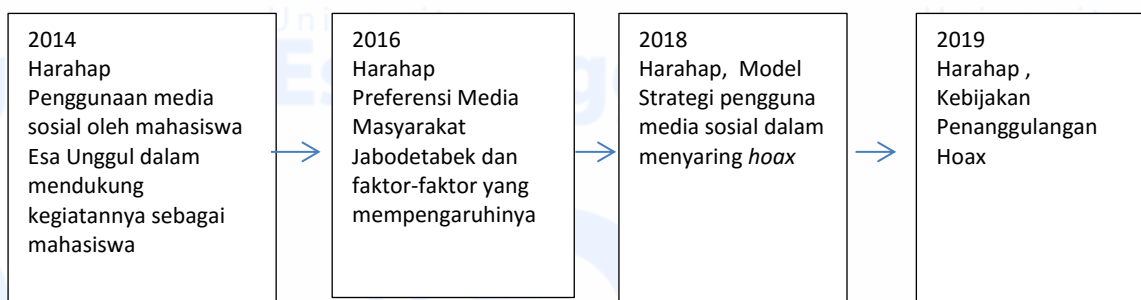 2014
Harahap
Penggunaan media
sosial oleh mahasiswa
Esa Unggul dalam
mendukung
kegiatannya sebagai
mahasiswa
2016
Harahap
Preferensi Media
Masyarakat
Jabodetabek dan
faktor-faktor yang
mempengaruhinya
2018
Harahap, Model
Strategi pengguna
media sosial dalam
menyaring hoax
2019
Harahap ,
Kebijakan
Penanggulangan
Hoax